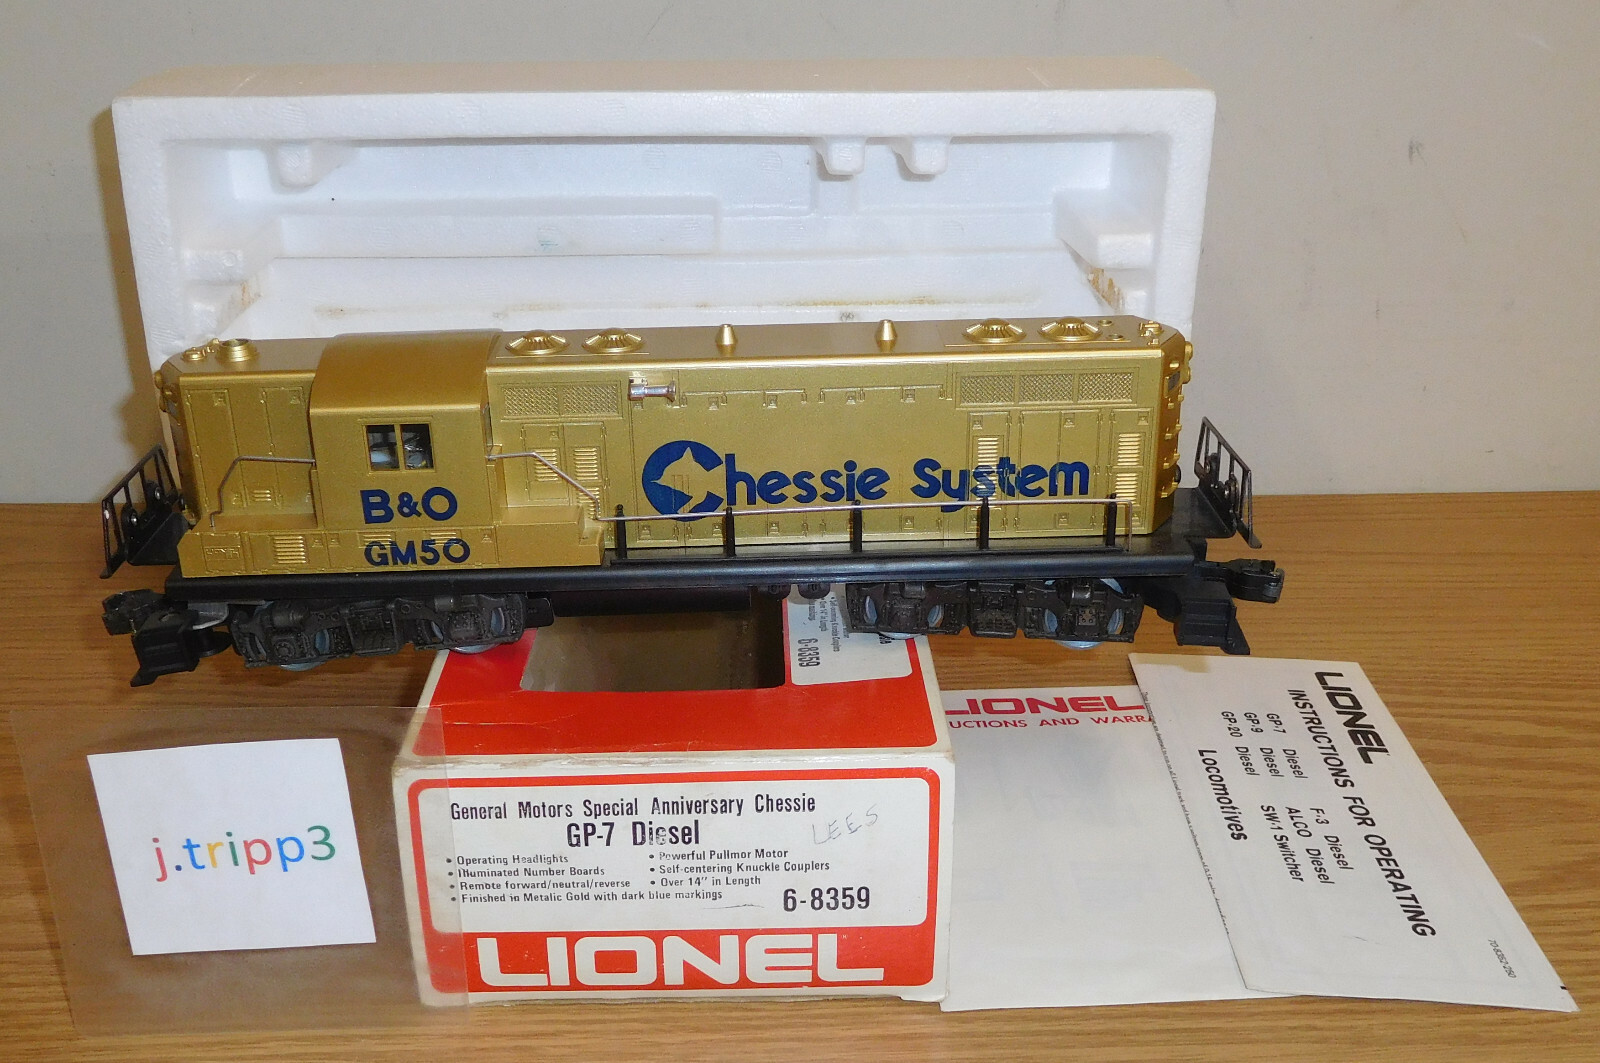 B&O
GM50
Chessie System
6-8359
General Motors Special Anniversary Chessie
GP-7 Diesel
LEES
• Operating Headlights
• Illuminated Number Boards
• Remote forward/neutral/reverse
• Finished in Metalic Gold with dark blue markings
• Powerful Pullmor Motor
• Self-centering Knuckle Couplers
• Over 14" in Length
6-8359
LIONEL
j.tripp3
LIONEL
UCTIONS AND WARRA
LIONEL
INSTRUCTIONS FOR OPERATING
GP-7 Diesel F-3 Diesel
GP-9 Diesel ALCO Diesel
GP-20 Diesel SW-1 Switcher
Locomotives
70-8352-250